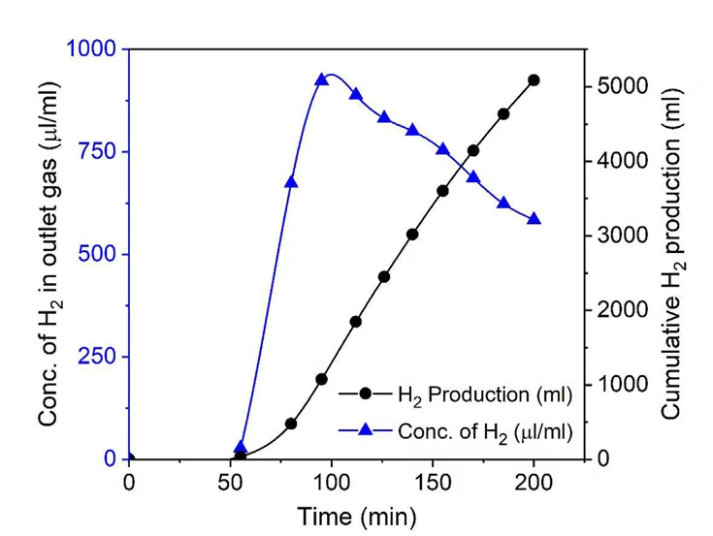 Conc. of H₂ in outlet gas (μl/ml)
1000
750
500
250
0
5000
4000
3000
2000
1000
0
Cumulative H₂ production (ml)
H₂ Production (ml)
Conc. of H₂ (μl/ml)
0 50 100 150 200
Time (min)